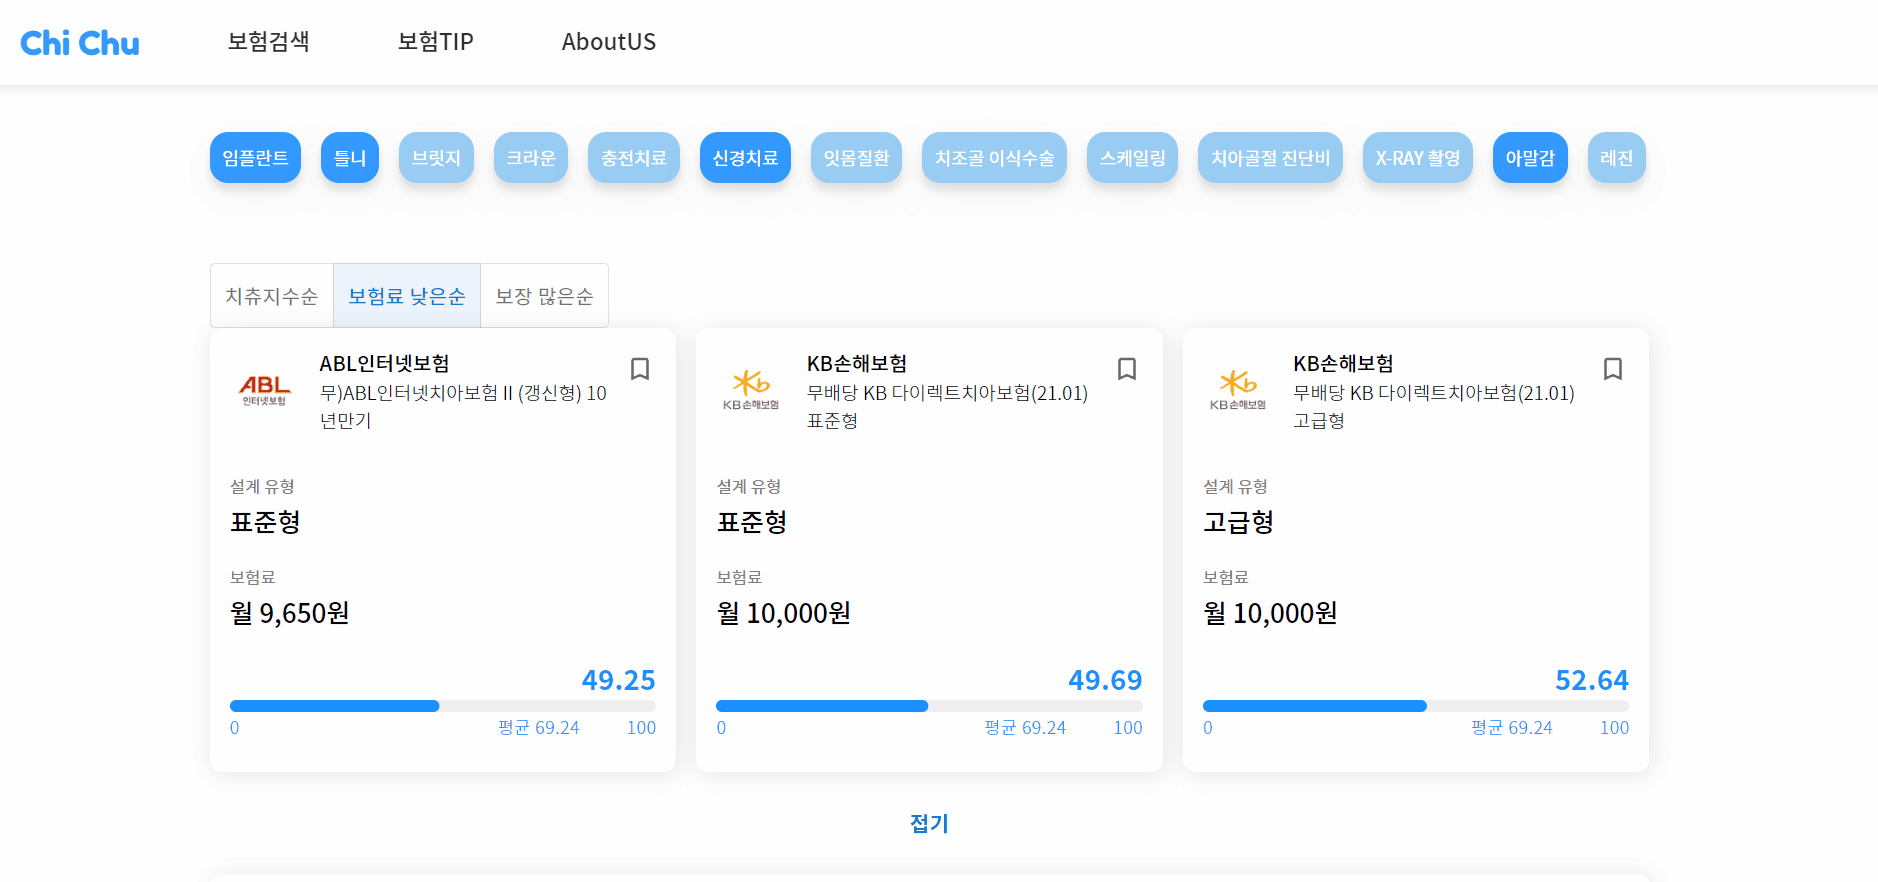 Chi Chu 보험검색 보험TIP AboutUS
임플란트 틀니 브릿지 크라운 충전치료 신경치료 잇몸질환 치조골 이식수술 스케일링 치아골절 진단비 X-RAY 촬영 아말감 레진
치츄지수순 보험료 낮은순 보장 많은순
ABL
인터넷보험
ABL인터넷보험
무)ABL인터넷치아보험 II (갱신형) 10
년만기
설계 유형
표준형
보험료
월 9,650원
49.25
0 평균 69.24 100
KB손해보험
KB손해보험
무배당 KB 다이렉트치아보험(21.01)
표준형
설계 유형
표준형
보험료
월 10,000원
49.69
0 평균 69.24 100
KB손해보험
KB손해보험
무배당 KB 다이렉트치아보험(21.01)
고급형
설계 유형
고급형
보험료
월 10,000원
52.64
0 평균 69.24 100
접기